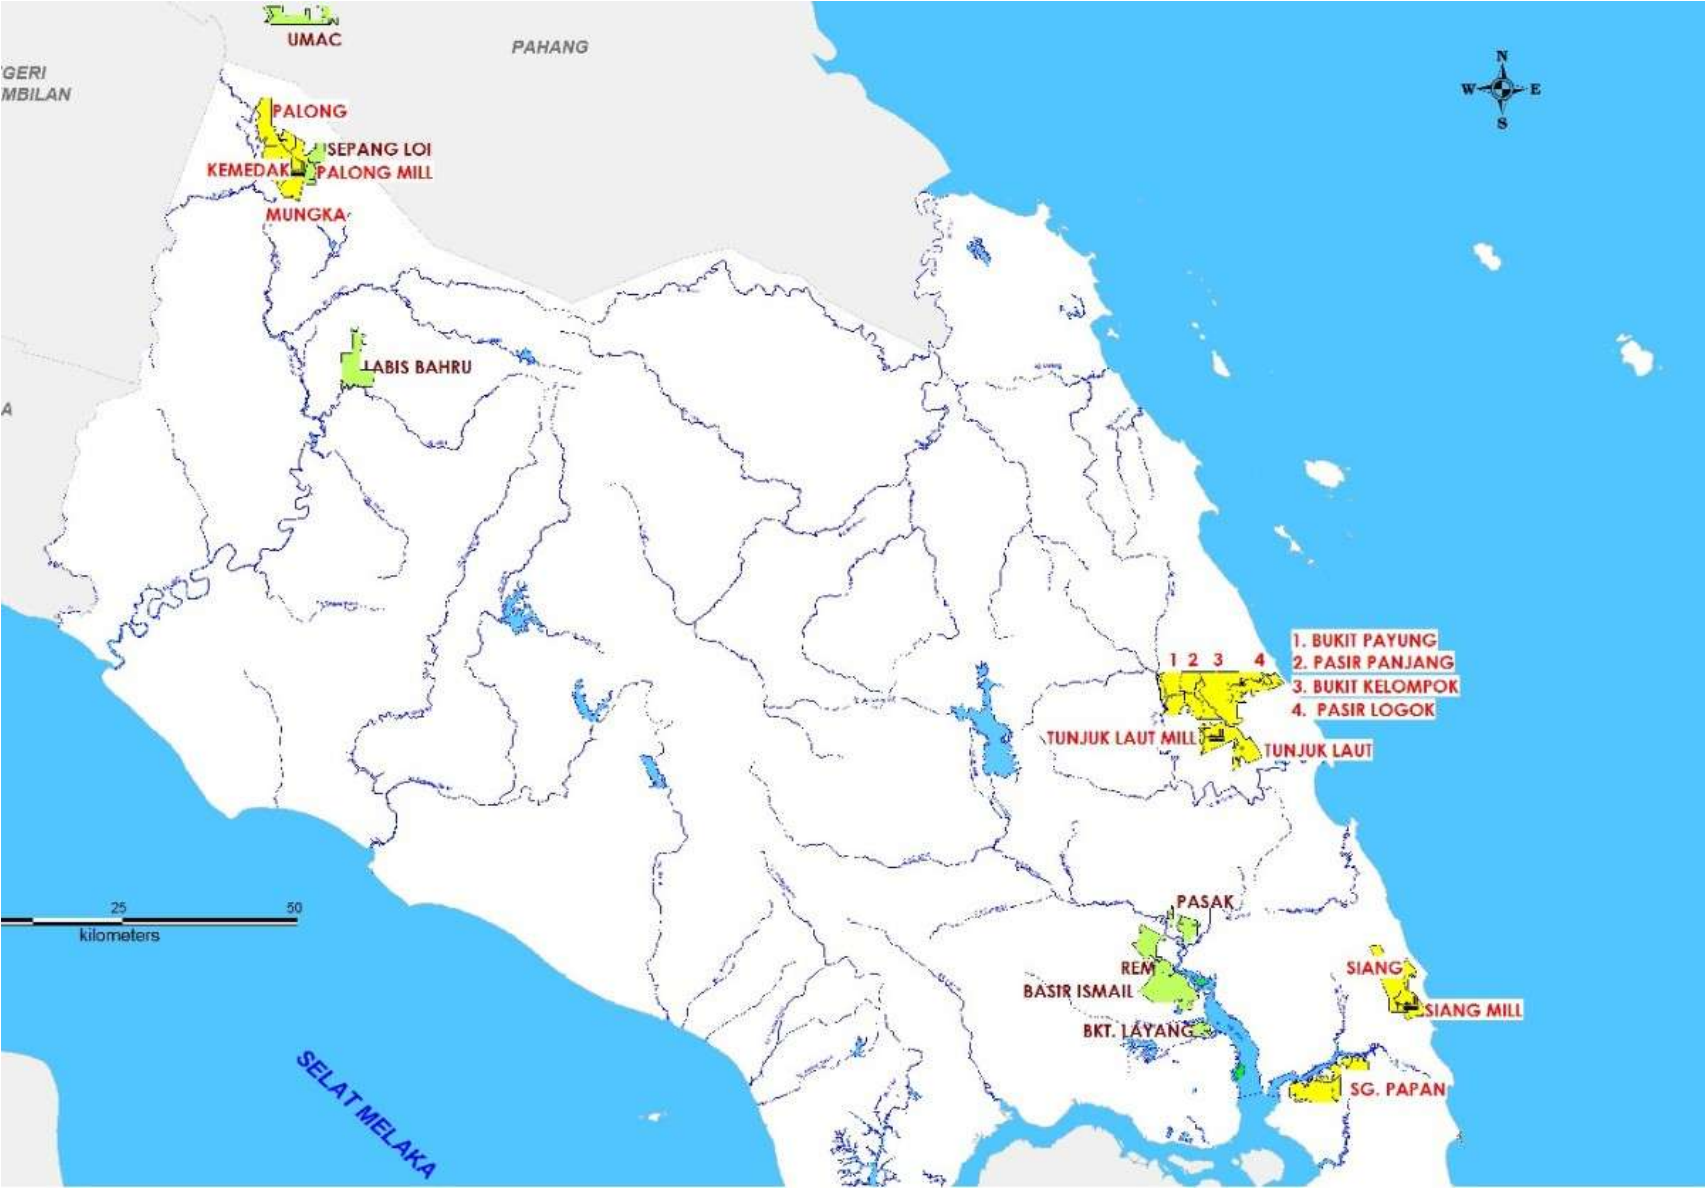 UMAC
PAHANG
GERI
MBILAN
N
W E
S
PALONG
SEPANG LOI
KEMEDAK
PALONG MILL
MUNGKA
LABIS BAHRU
A
1 2 3 4
1. BUKIT PAYUNG
2. PASIR PANJANG
3. BUKIT KELOMPOK
4. PASIR LOGOK
TUNJUK LAUT MILL
TUNJUK LAUT
PASAK
25 50
kilometers
REM
SIANG
BASIR ISMAIL
SIANG MILL
BKT. LAYANG
SELAT MELAKA
SG. PAPAN